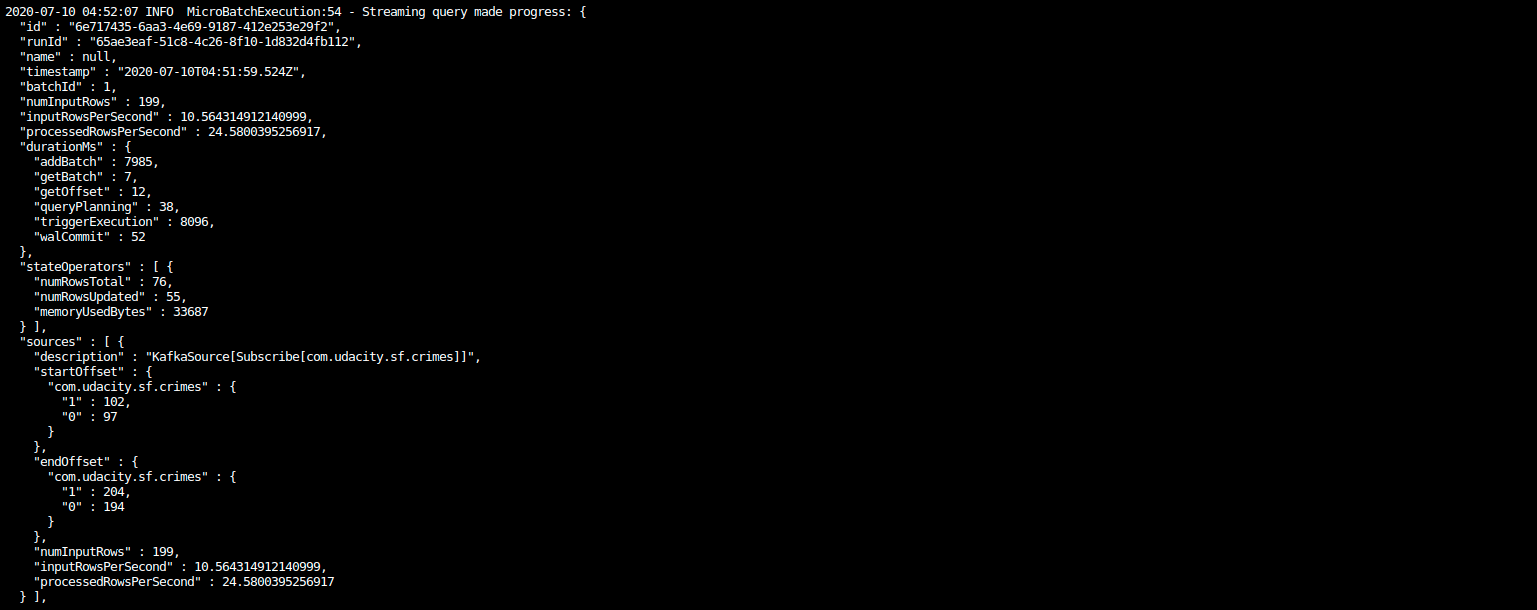 2020-07-10 04:52:07 INFO  MicroBatchExecution:54 - Streaming query made progress: {
  "id" : "6e717435-6aa3-4e69-9187-412e253e29f2",
  "runId" : "65ae3eaf-51c8-4c26-8f10-1d832d4fb112",
  "name" : null,
  "timestamp" : "2020-07-10T04:51:59.524Z",
  "batchId" : 1,
  "numInputRows" : 199,
  "inputRowsPerSecond" : 10.564314912140999,
  "processedRowsPerSecond" : 24.5800395256917,
  "durationMs" : {
    "addBatch" : 7985,
    "getBatch" : 7,
    "getOffset" : 12,
    "queryPlanning" : 38,
    "triggerExecution" : 8096,
    "walCommit" : 52
  },
  "stateOperators" : [ {
    "numRowsTotal" : 76,
    "numRowsUpdated" : 55,
    "memoryUsedBytes" : 33687
  } ],
  "sources" : [ {
    "description" : "KafkaSource[Subscribe[com.udacity.sf.crimes]]",
    "startOffset" : {
      "com.udacity.sf.crimes" : {
        "1" : 102,
        "0" : 97
      }
    },
    "endOffset" : {
      "com.udacity.sf.crimes" : {
        "1" : 204,
        "0" : 194
      }
    },
    "numInputRows" : 199,
    "inputRowsPerSecond" : 10.564314912140999,
    "processedRowsPerSecond" : 24.5800395256917
  } ],